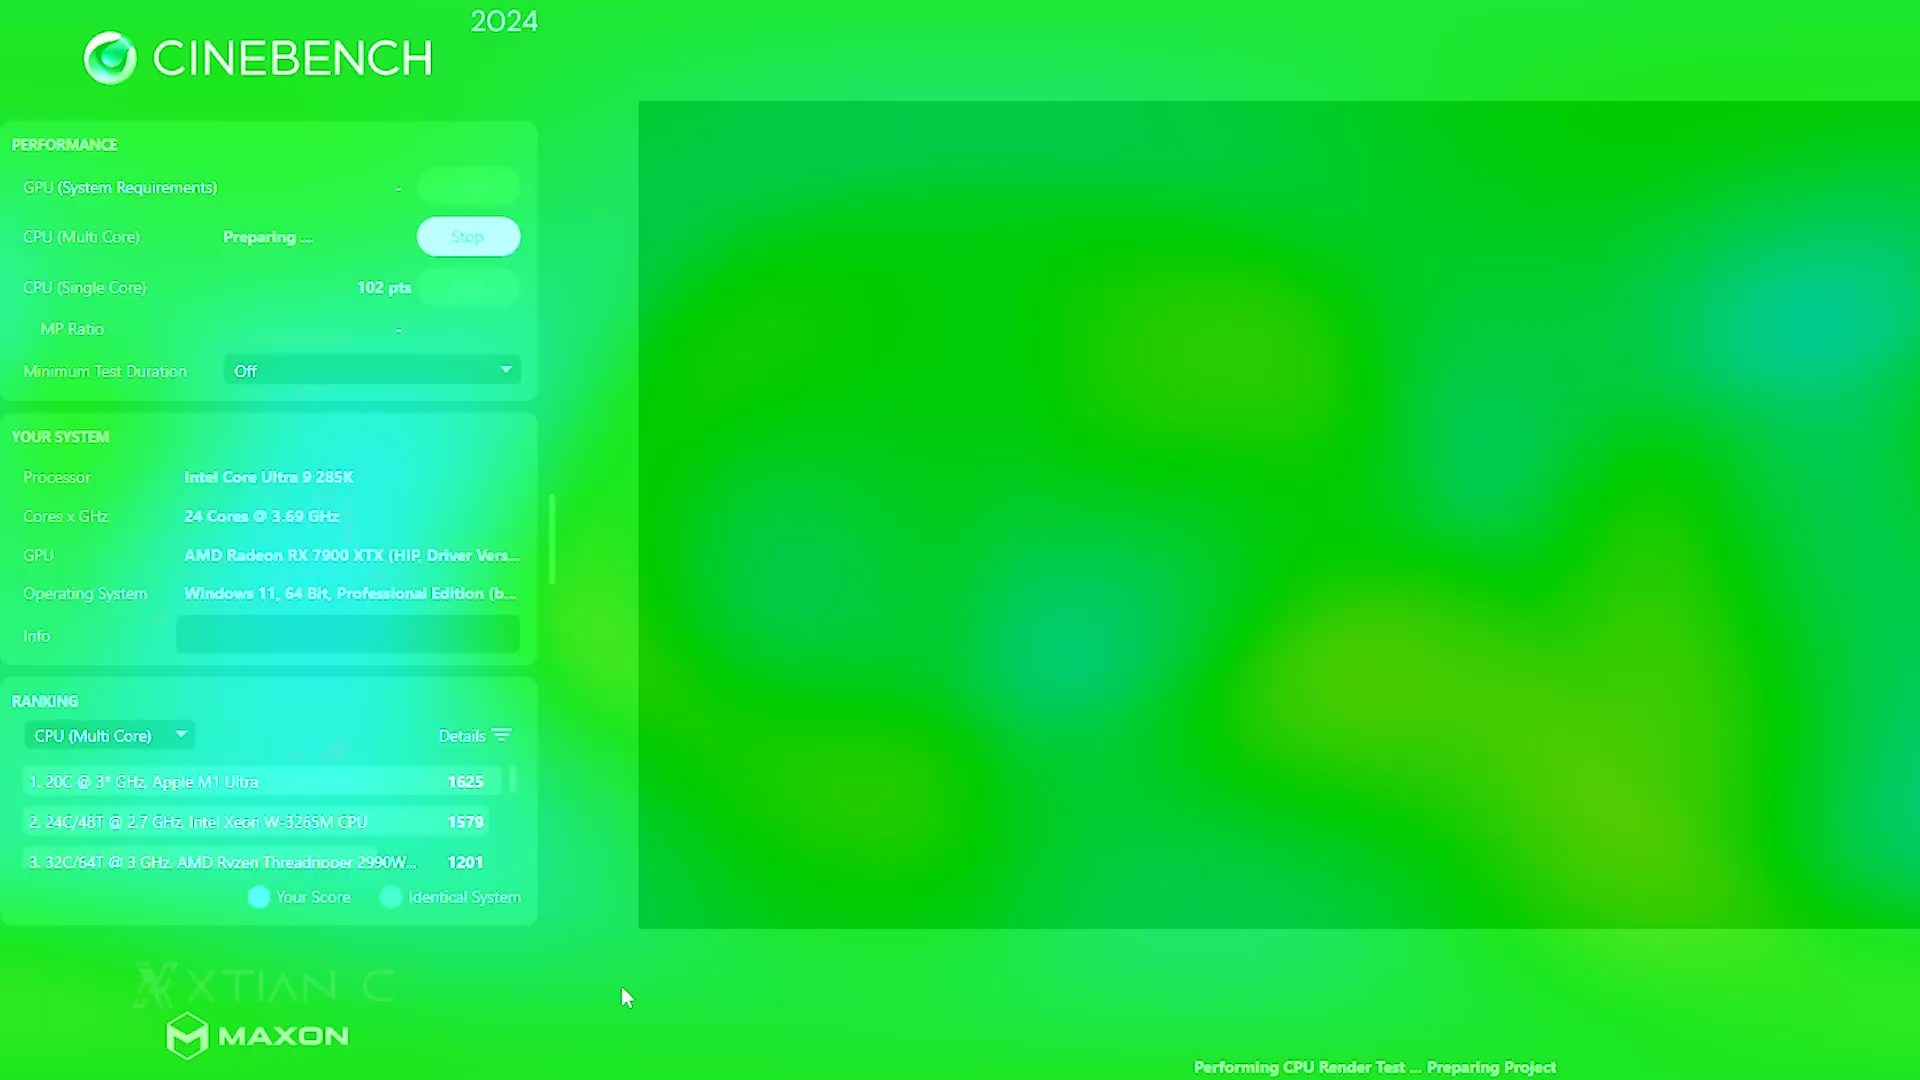 2024
CINEBENCH
PERFORMANCE
GPU (System Requirements) -
CPU (Multi Core) Preparing ... Stop
CPU (Single Core) 102 pts
MP Ratio -
Minimum Test Duration Off
YOUR SYSTEM
Processor Intel Core Ultra 9 285K
Cores x GHz 24 Cores @ 3.69 GHz
GPU AMD Radeon RX 7900 XTX (HIP, Driver Vers...
Operating System Windows 11, 64 Bit, Professional Edition (b...
Info
RANKING
CPU (Multi Core) Details
1. 20C @ 3* GHz, Apple M1 Ultra 1625
2. 24C/48T @ 2.7 GHz, Intel Xeon W-3265M CPU 1579
3. 32C/64T @ 3 GHz, AMD Ryzen Threadripper 2990W... 1201
Your Score Identical System
XTIAN C
MAXON
Performing CPU Render Test ... Preparing Project